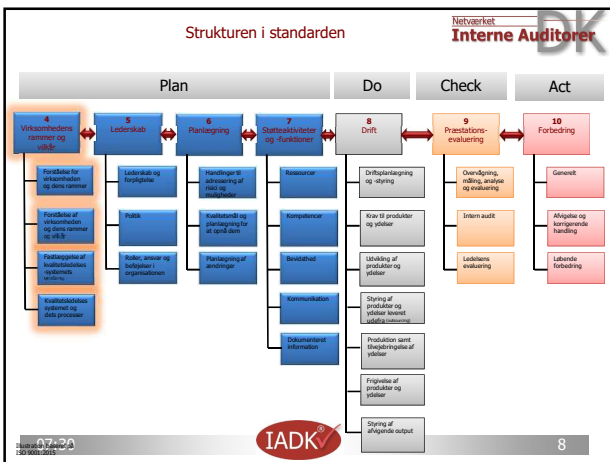 Strukturen i standarden
Netværket
Interne Auditorer
DK
Plan
Do
Check
Act
4
Virksomhedens
rammer og
vilkår
5
Lederskab
6
Planlægning
7
Støtteaktiviteter
og -funktioner
8
Drift
9
Præstations-
evaluering
10
Forbedring
Forståelse for
virksomheden
og dens rammer
Forståelse af
virksomheden
og dens rammer
og vilkår
Fastlæggelse af
kvalitetsledelses
-systemets
Kvalitetsledelses
systemet og
dets processer
Lederskab og
forpligtelser
Politik
Roller, ansvar og
beføjelser i
organisationen
Handlinger til
adressering af
risici og
muligheder
Kvalitetsmål og
planlægning for
at opnå dem
Planlægning af
ændringer
Ressourcer
Kompetencer
Bevidsthed
Kommunikation
Dokumenteret
information
Driftsplanlægning
og -styring
Krav til produkter
og ydelser
Udvikling af
produkter og
ydelser
Styring af
produkter og
ydelser leveret
udefra (outsourcing)
Produktion samt
tilvejebringelse af
ydelser
Frigivelse af
produkter og
ydelser
Styring af
afvigende output
Overvågning,
måling, analyse
og evaluering
Intern audit
Ledelsens
evaluering
Generelt
Afvigelse og
korrigerende
handling
Løbende
forbedring
07:30
Illustration baseret på
ISO 9001:2015
IADK®
8